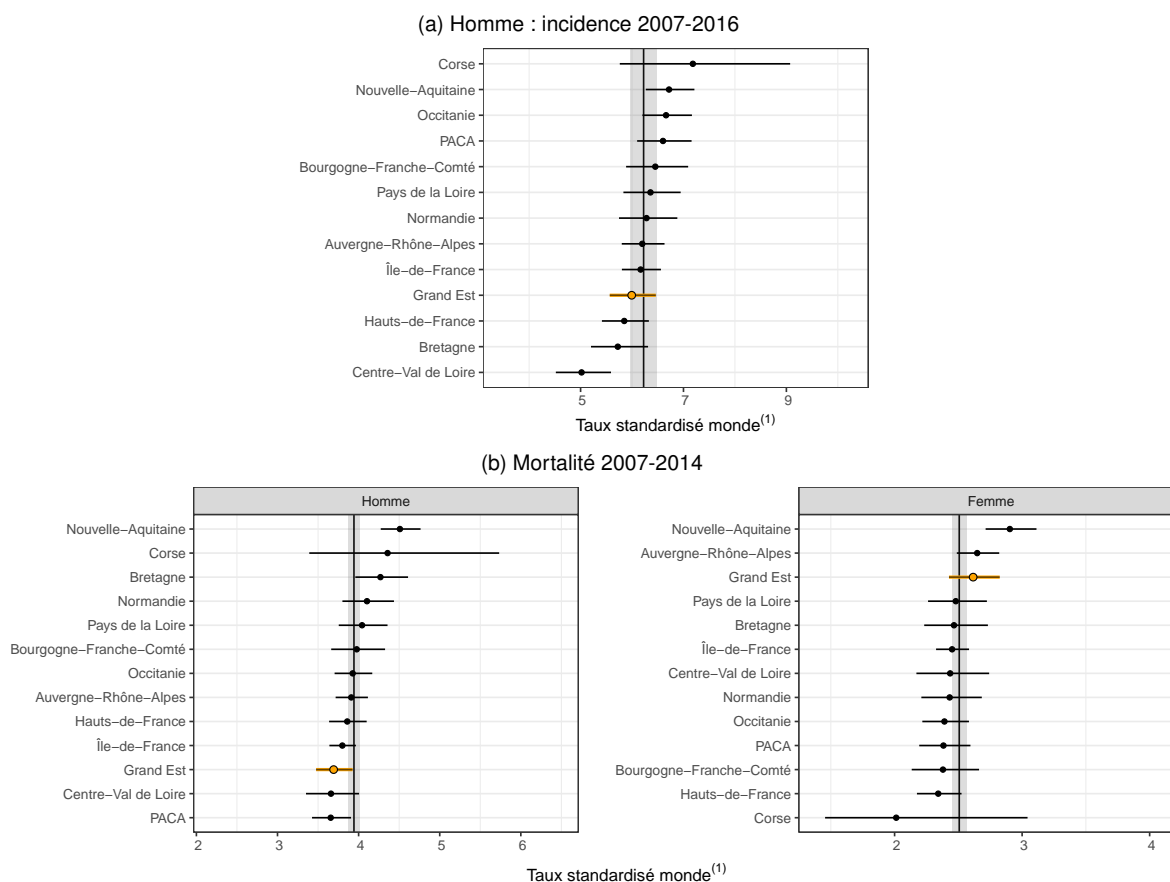 (a) Homme : incidence 2007-2016
Corse
Nouvelle−Aquitaine
Occitanie
PACA
Bourgogne−Franche−Comté
Pays de la Loire
Normandie
Auvergne−Rhône−Alpes
Île−de−France
Grand Est
Hauts−de−France
Bretagne
Centre−Val de Loire
5 7 9
Taux standardisé monde(1)
(b) Mortalité 2007-2014
Homme
Nouvelle−Aquitaine
Corse
Bretagne
Normandie
Pays de la Loire
Bourgogne−Franche−Comté
Occitanie
Auvergne−Rhône−Alpes
Hauts−de−France
Île−de−France
Grand Est
Centre−Val de Loire
PACA
2 3 4 5 6
Femme
Nouvelle−Aquitaine
Auvergne−Rhône−Alpes
Grand Est
Pays de la Loire
Bretagne
Île−de−France
Centre−Val de Loire
Normandie
Occitanie
PACA
Bourgogne−Franche−Comté
Hauts−de−France
Corse
2 3 4
Taux standardisé monde(1)